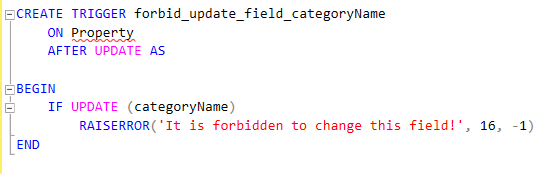 CREATE TRIGGER forbid_update_field_categoryName
ON Property
AFTER UPDATE AS
BEGIN
IF UPDATE (categoryName)
RAISERROR('It is forbidden to change this field!', 16, -1)
END